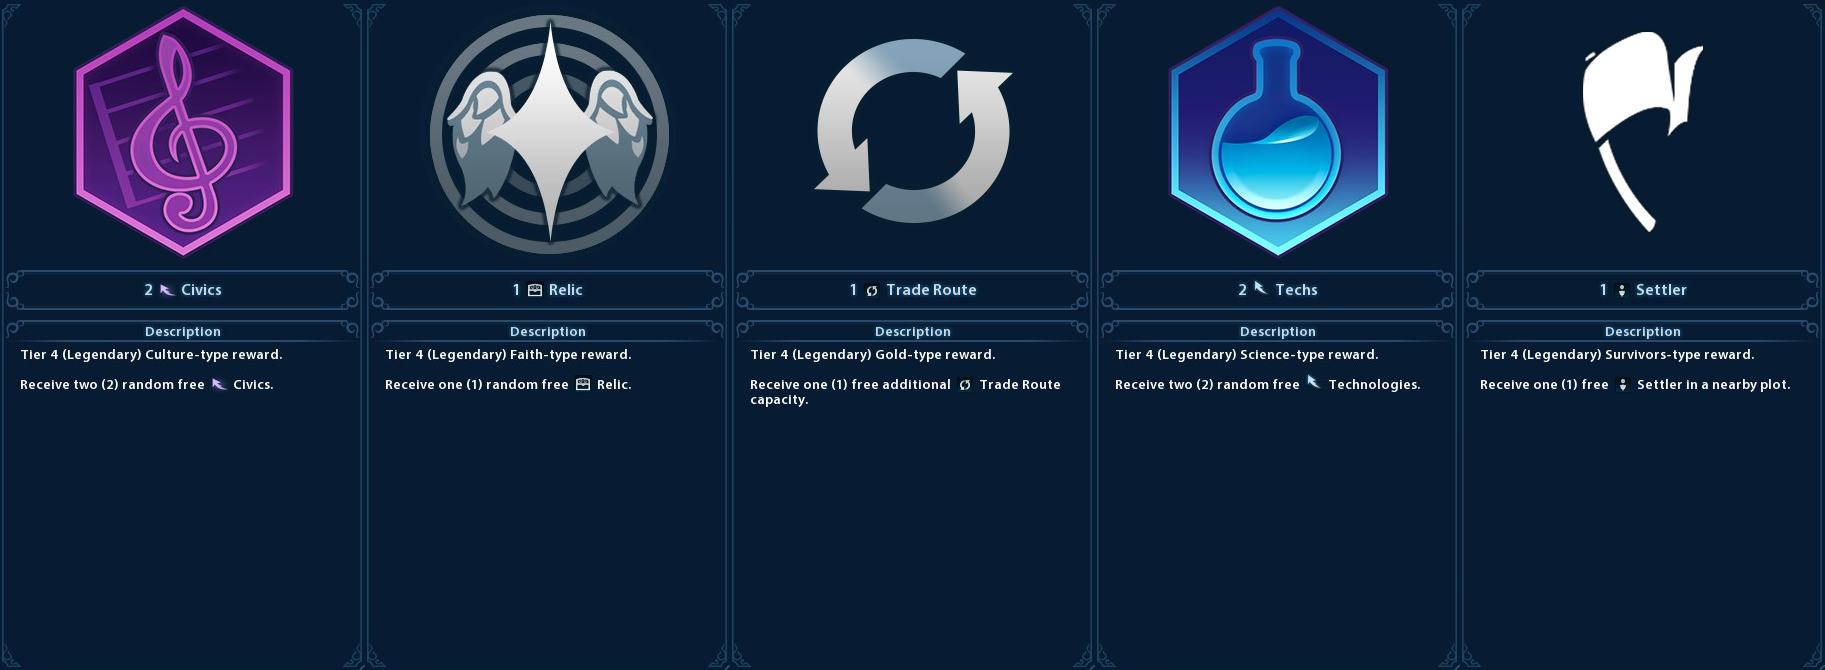 2 Civics
Description
Tier 4 (Legendary) Culture-type reward.
Receive two (2) random free Civics.
1 Relic
Description
Tier 4 (Legendary) Faith-type reward.
Receive one (1) random free Relic.
1 Trade Route
Description
Tier 4 (Legendary) Gold-type reward.
Receive one (1) free additional Trade Route
capacity.
2 Techs
Description
Tier 4 (Legendary) Science-type reward.
Receive two (2) random free Technologies.
1 Settler
Description
Tier 4 (Legendary) Survivors-type reward.
Receive one (1) free Settler in a nearby plot.